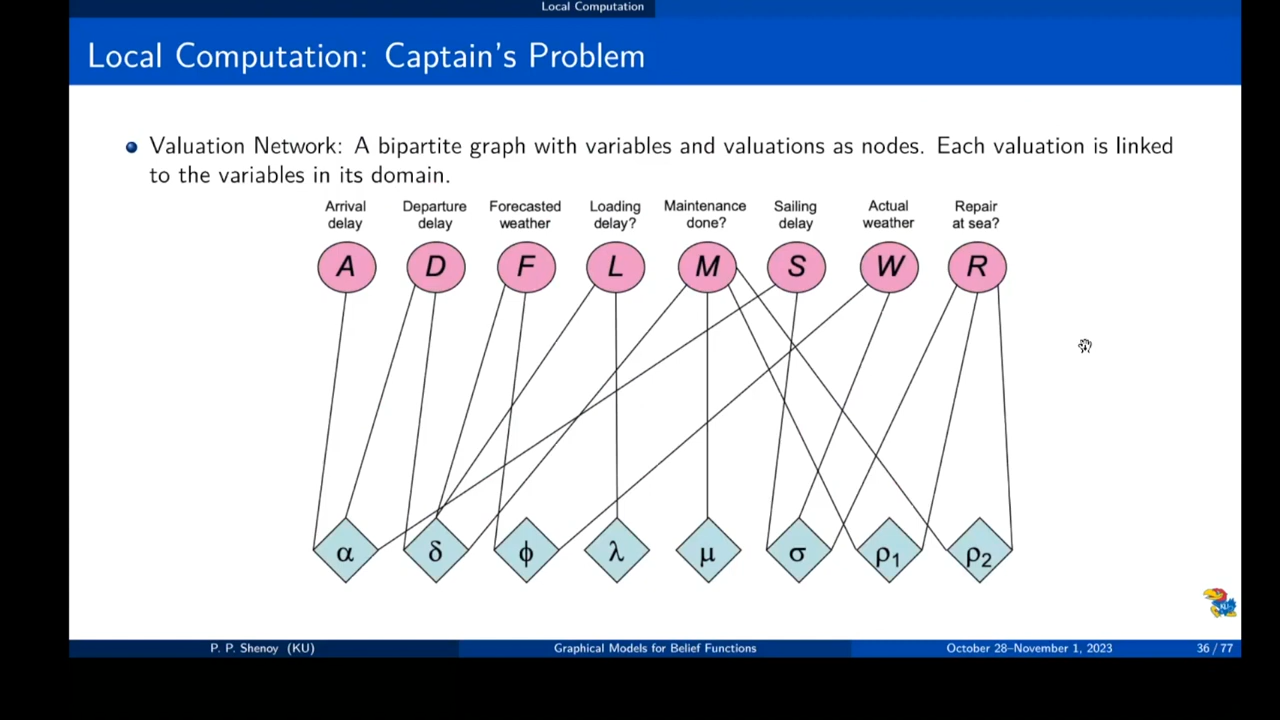 Local Computation
Local Computation: Captain's Problem
Valuation Network: A bipartite graph with variables and valuations as nodes. Each valuation is linked
to the variables in its domain.
Arrival delay
Departure delay
Forecasted weather
Loading delay?
Maintenance done?
Sailing delay
Actual weather
Repair at sea?
A D F L M S W R
α δ ϕ λ μ σ ρ₁ ρ₂
KU
P. P. Shenoy (KU) Graphical Models for Belief Functions October 28–November 1, 2023 36 / 77